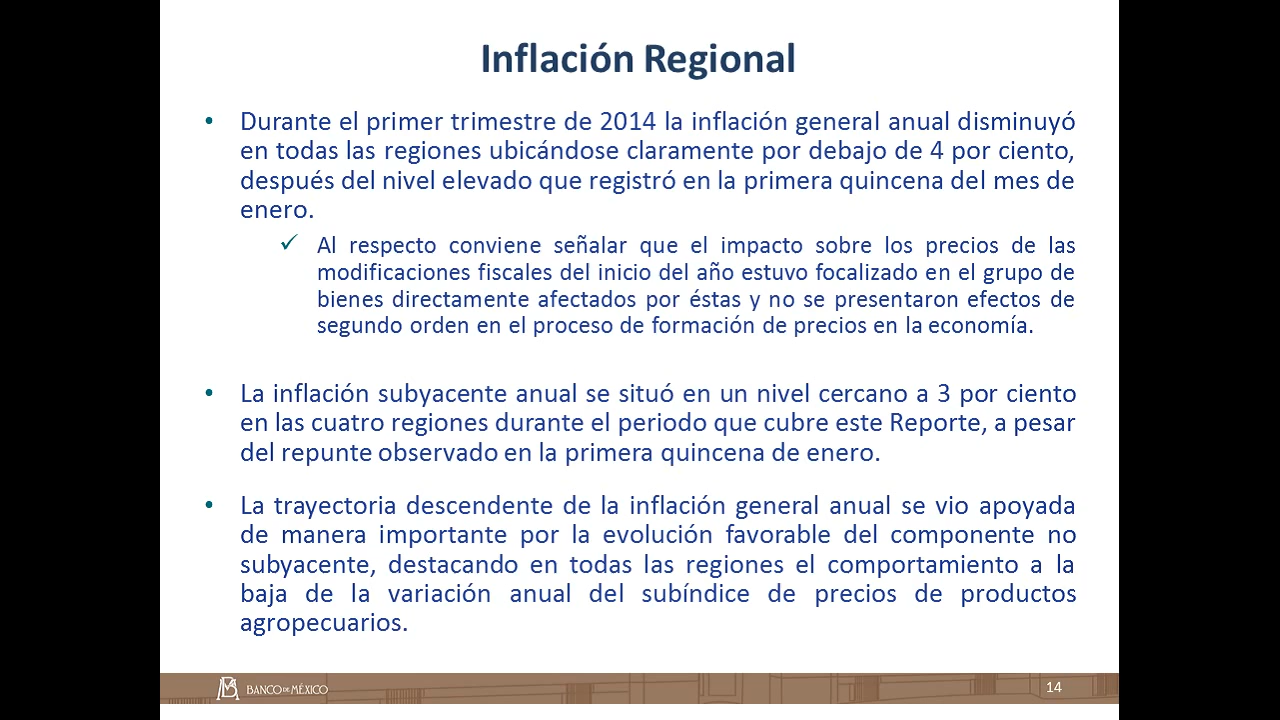 Inflación Regional
• Durante el primer trimestre de 2014 la inflación general anual disminuyó
en todas las regiones ubicándose claramente por debajo de 4 por ciento,
después del nivel elevado que registró en la primera quincena del mes de
enero.
✓ Al respecto conviene señalar que el impacto sobre los precios de las
modificaciones fiscales del inicio del año estuvo focalizado en el grupo de
bienes directamente afectados por éstas y no se presentaron efectos de
segundo orden en el proceso de formación de precios en la economía.
• La inflación subyacente anual se situó en un nivel cercano a 3 por ciento
en las cuatro regiones durante el periodo que cubre este Reporte, a pesar
del repunte observado en la primera quincena de enero.
• La trayectoria descendente de la inflación general anual se vio apoyada
de manera importante por la evolución favorable del componente no
subyacente, destacando en todas las regiones el comportamiento a la
baja de la variación anual del subíndice de precios de productos
agropecuarios.
BANCO DE MÉXICO
14